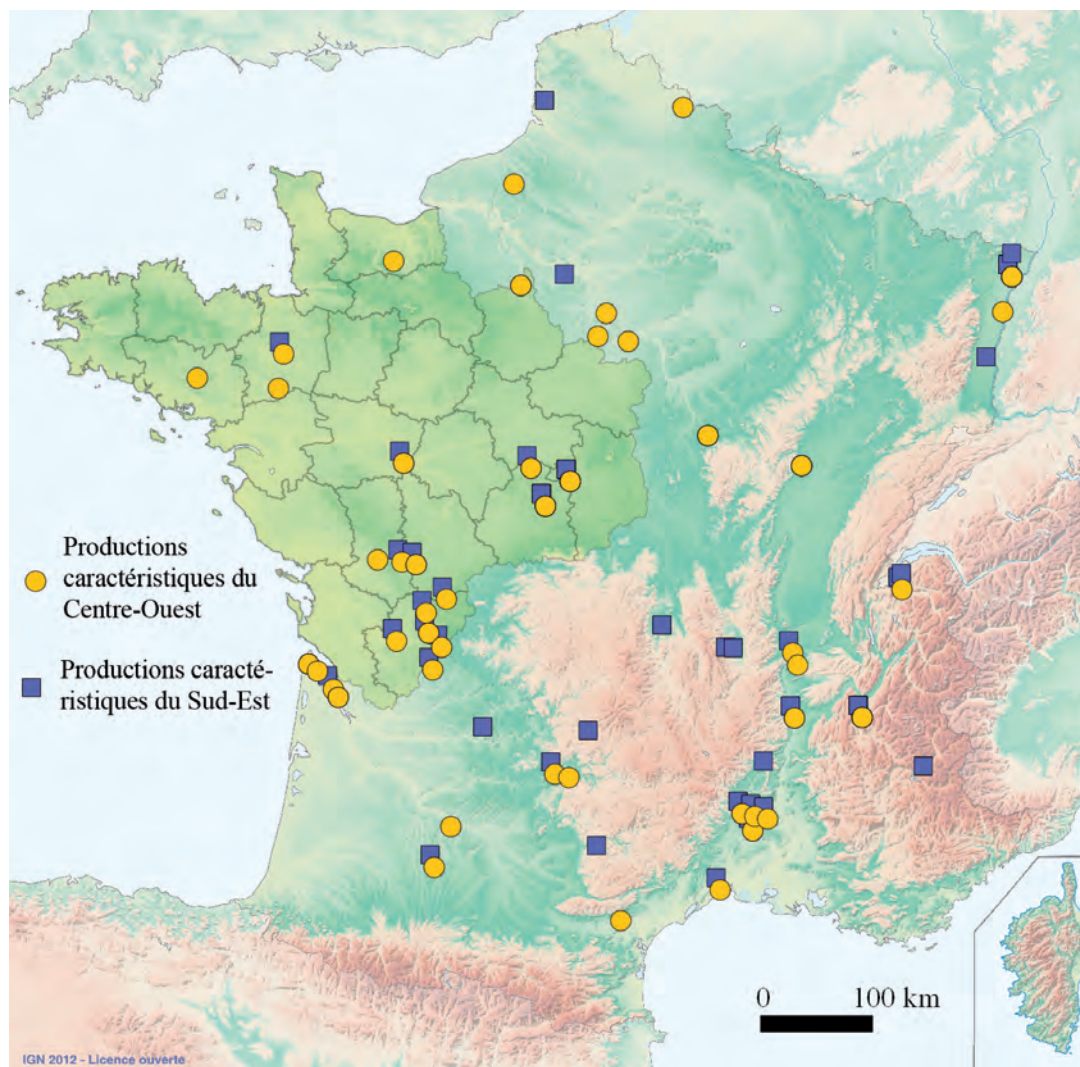 Productions
caractéristiques du
Centre-Ouest
Productions caracté-
ristiques du Sud-Est
0 100 km
IGN 2012 - Licence ouverte